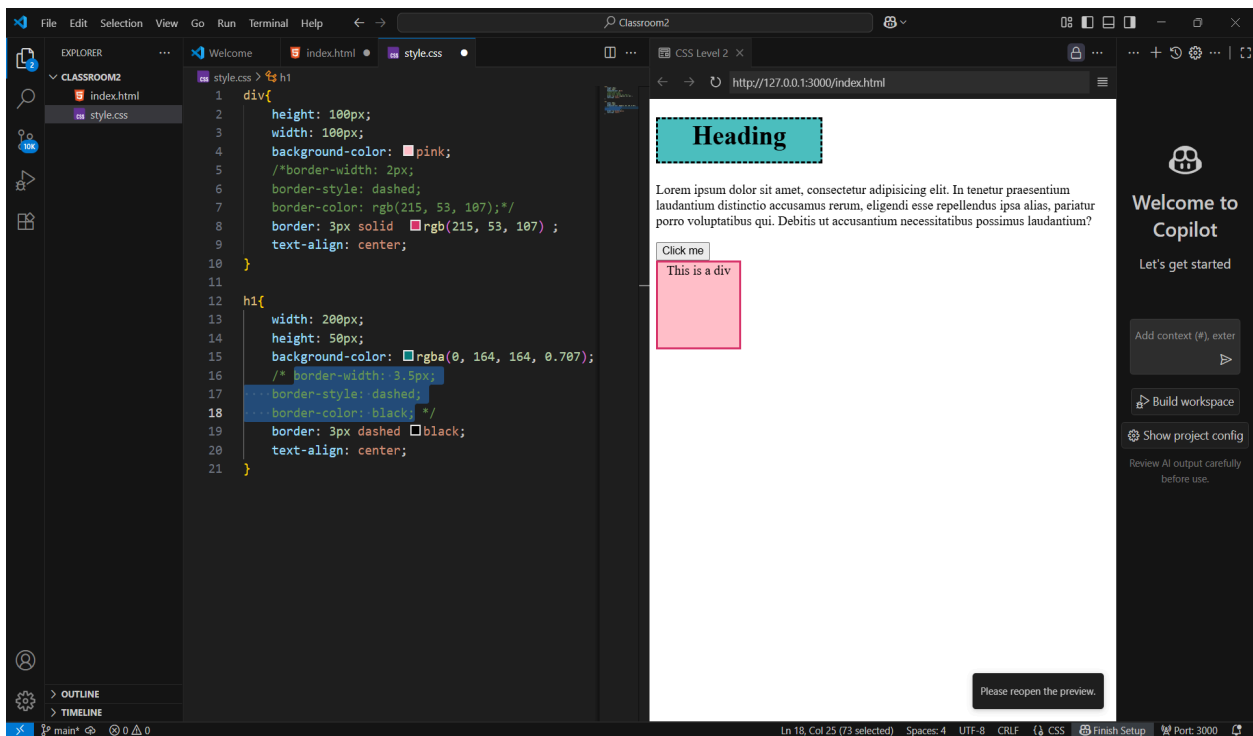 File Edit Selection View Go Run Terminal Help
Classroom2
EXPLORER
CLASSROOM2
index.html
style.css
Welcome
index.html
style.css
style.css > h1
1 div{
2 height: 100px;
3 width: 100px;
4 background-color: pink;
5 /*border-width: 2px;
6 border-style: dashed;
7 border-color: rgb(215, 53, 107);*/
8 border: 3px solid rgb(215, 53, 107) ;
9 text-align: center;
10 }
11
12 h1{
13 width: 200px;
14 height: 50px;
15 background-color: rgba(0, 164, 164, 0.707);
16 /* border-width: 3.5px;
17 border-style: dashed;
18 border-color: black; */
19 border: 3px dashed black;
20 text-align: center;
21 }
CSS Level 2
http://127.0.0.1:3000/index.html
Heading
Lorem ipsum dolor sit amet, consectetur adipisicing elit. In tenetur praesentium
laudantium distinctio accusamus rerum, eligendi esse repellendus ipsa alias, pariatur
porro voluptatibus qui. Debitis ut accusantium necessitatibus possimus laudantium?
Click me
This is a div
Please reopen the preview.
Welcome to
Copilot
Let's get started
Add context (#), exter
Build workspace
Show project config
Review AI output carefully
before use.
2
10K
OUTLINE
TIMELINE
main* 0 0
Ln 18, Col 25 (73 selected) Spaces: 4 UTF-8 CRLF CSS Finish Setup Port: 3000